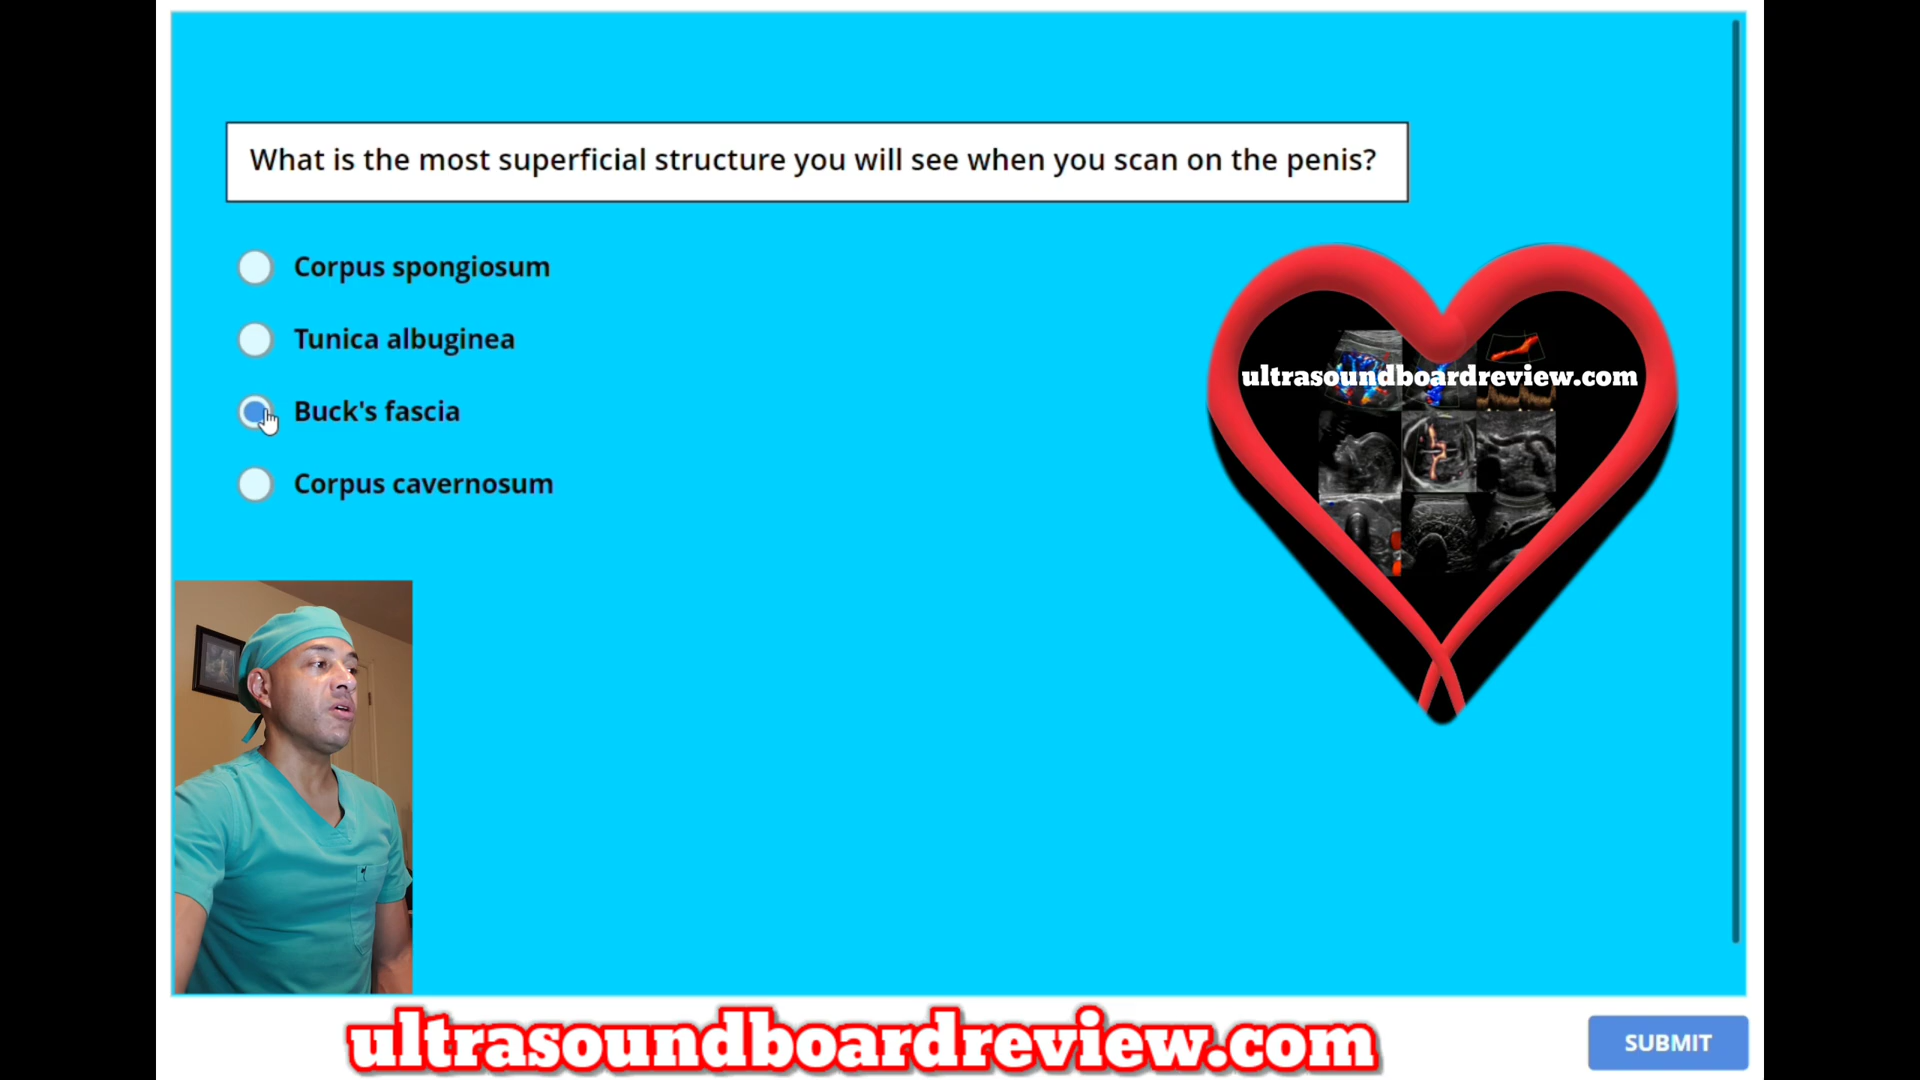 What is the most superficial structure you will see when you scan on the penis?
Corpus spongiosum
Tunica albuginea
Buck's fascia
Corpus cavernosum
ultrasoundboardreview.com
ultrasoundboardreview.com
SUBMIT